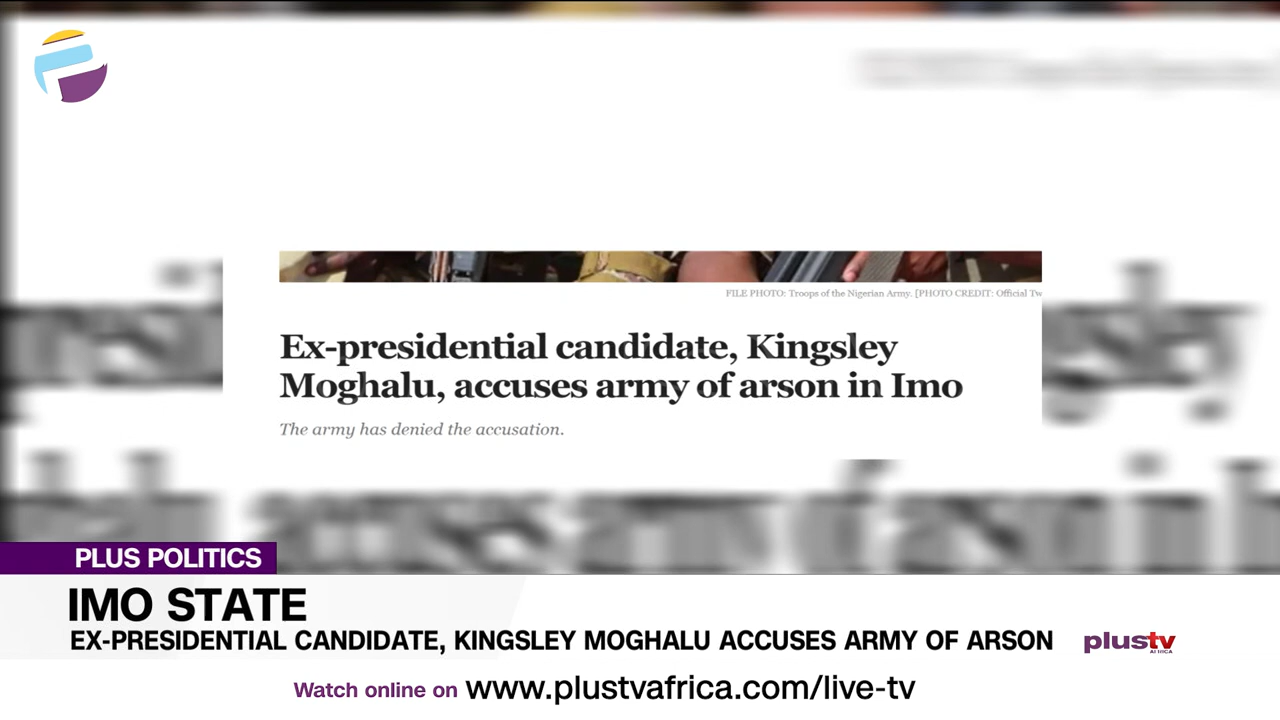 FILE PHOTO: Troops of the Nigerian Army. [PHOTO CREDIT: Official Tw
Ex-presidential candidate, Kingsley
Moghalu, accuses army of arson in Imo
The army has denied the accusation.
PLUS POLITICS
IMO STATE
EX-PRESIDENTIAL CANDIDATE, KINGSLEY MOGHALU ACCUSES ARMY OF ARSON
plustv
AFRICA
Watch online on www.plustvafrica.com/live-tv